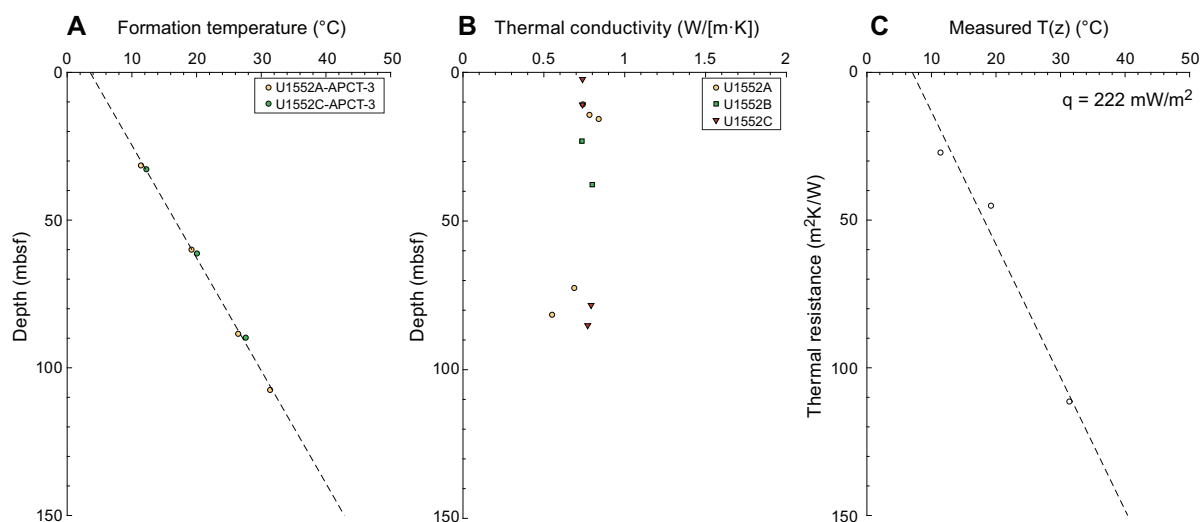 A
Formation temperature (°C)
0 10 20 30 40 50
0
50
100
150
Depth (mbsf)
U1552A-APCT-3
U1552C-APCT-3
B
Thermal conductivity (W/[m·K])
0 0.5 1 1.5 2
0
50
100
150
Depth (mbsf)
U1552A
U1552B
U1552C
C
Measured T(z) (°C)
0 10 20 30 40 50
0
50
100
150
Thermal resistance (m²K/W)
q = 222 mW/m²